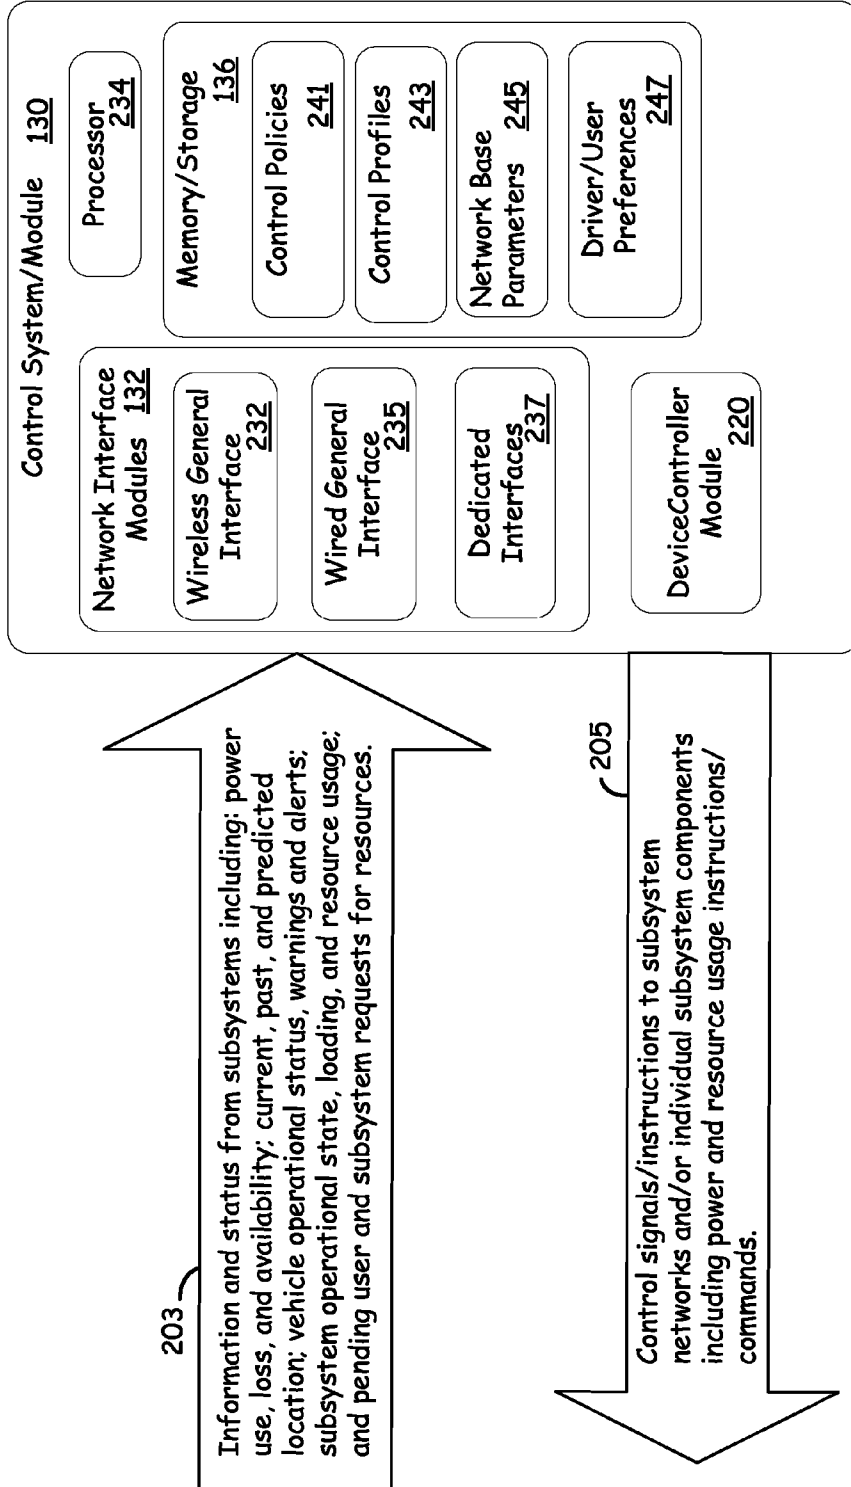 Control System/Module 130
Processor
234
Network Interface
Modules 132
Wireless General
Interface
232
Wired General
Interface
235
Dedicated
Interfaces
237
DeviceController
Module
220
Memory/Storage
136
Control Policies
241
Control Profiles
243
Network Base
Parameters 245
Driver/User
Preferences
247
203
Information and status from subsystems including: power
use, loss, and availability; current, past, and predicted
location; vehicle operational status, warnings and alerts;
subsystem operational state, loading, and resource usage;
and pending user and subsystem requests for resources.
205
Control signals/instructions to subsystem
networks and/or individual subsystem components
including power and resource usage instructions/
commands.